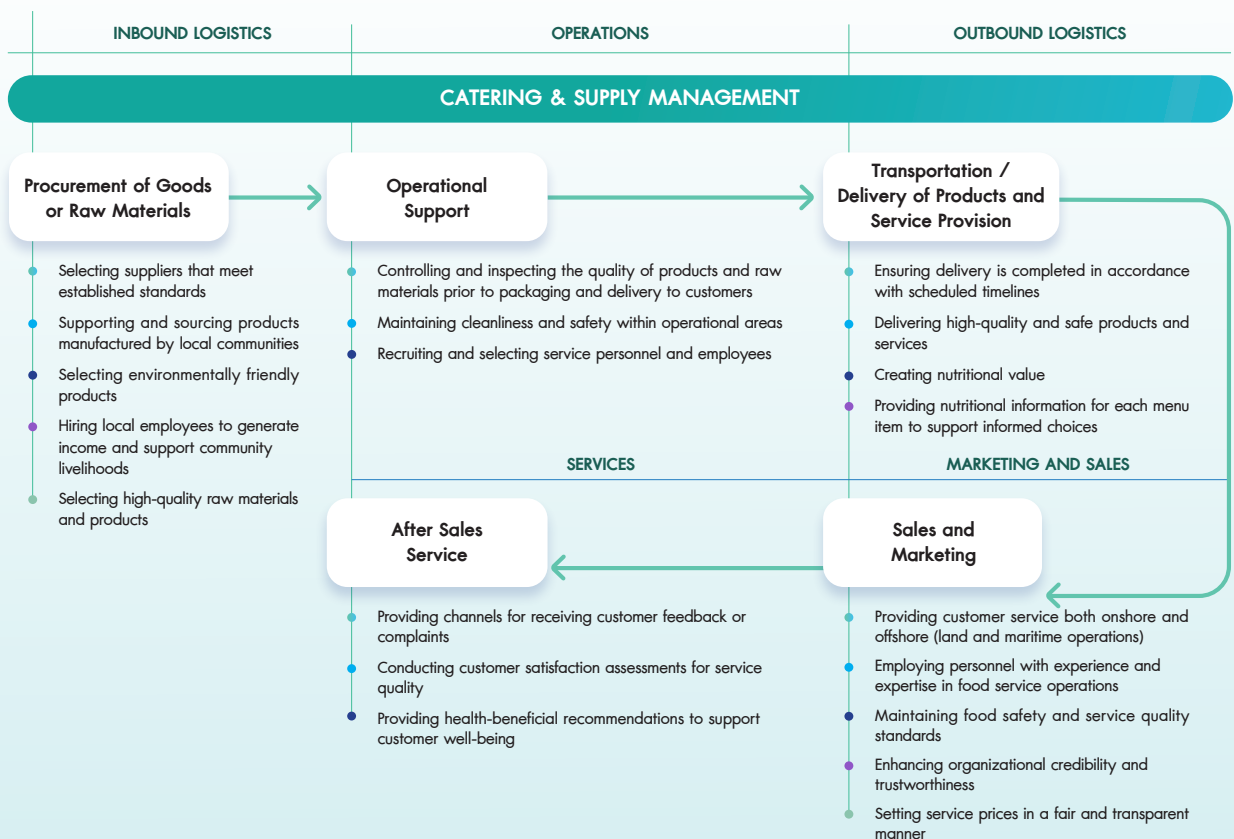 INBOUND LOGISTICS
OPERATIONS
OUTBOUND LOGISTICS
CATERING & SUPPLY MANAGEMENT
Procurement of Goods
or Raw Materials
Selecting suppliers that meet
established standards
Supporting and sourcing products
manufactured by local communities
Selecting environmentally friendly
products
Hiring local employees to generate
income and support community
livelihoods
Selecting high-quality raw materials
and products
Operational
Support
Controlling and inspecting the quality of products and raw
materials prior to packaging and delivery to customers
Maintaining cleanliness and safety within operational areas
Recruiting and selecting service personnel and employees
Transportation /
Delivery of Products and
Service Provision
Ensuring delivery is completed in accordance
with scheduled timelines
Delivering high-quality and safe products and
services
Creating nutritional value
Providing nutritional information for each menu
item to support informed choices
SERVICES
MARKETING AND SALES
After Sales
Service
Providing channels for receiving customer feedback or
complaints
Conducting customer satisfaction assessments for service
quality
Providing health-beneficial recommendations to support
customer well-being
Sales and
Marketing
Providing customer service both onshore and
offshore (land and maritime operations)
Employing personnel with experience and
expertise in food service operations
Maintaining food safety and service quality
standards
Enhancing organizational credibility and
trustworthiness
Setting service prices in a fair and transparent
manner